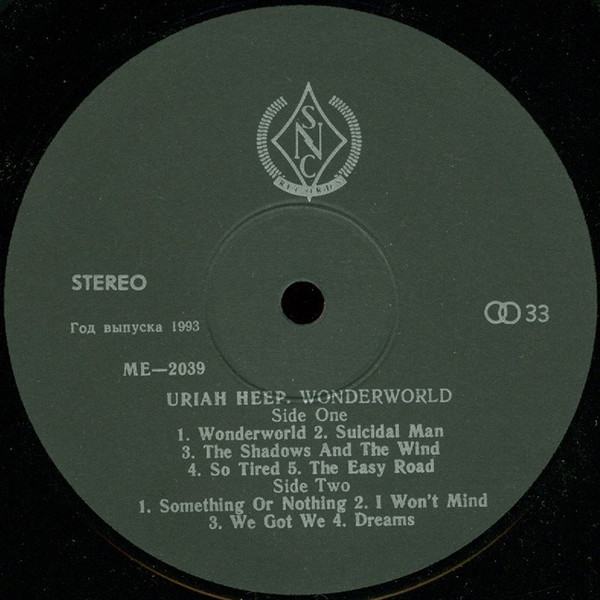 SNC
RECORDS
STEREO
33
Год выпуска 1993
ME—2039
URIAH HEEP. WONDERWORLD
Side One
1. Wonderworld 2. Suicidal Man
3. The Shadows And The Wind
4. So Tired 5. The Easy Road
Side Two
1. Something Or Nothing 2. I Won't Mind
3. We Got We 4. Dreams